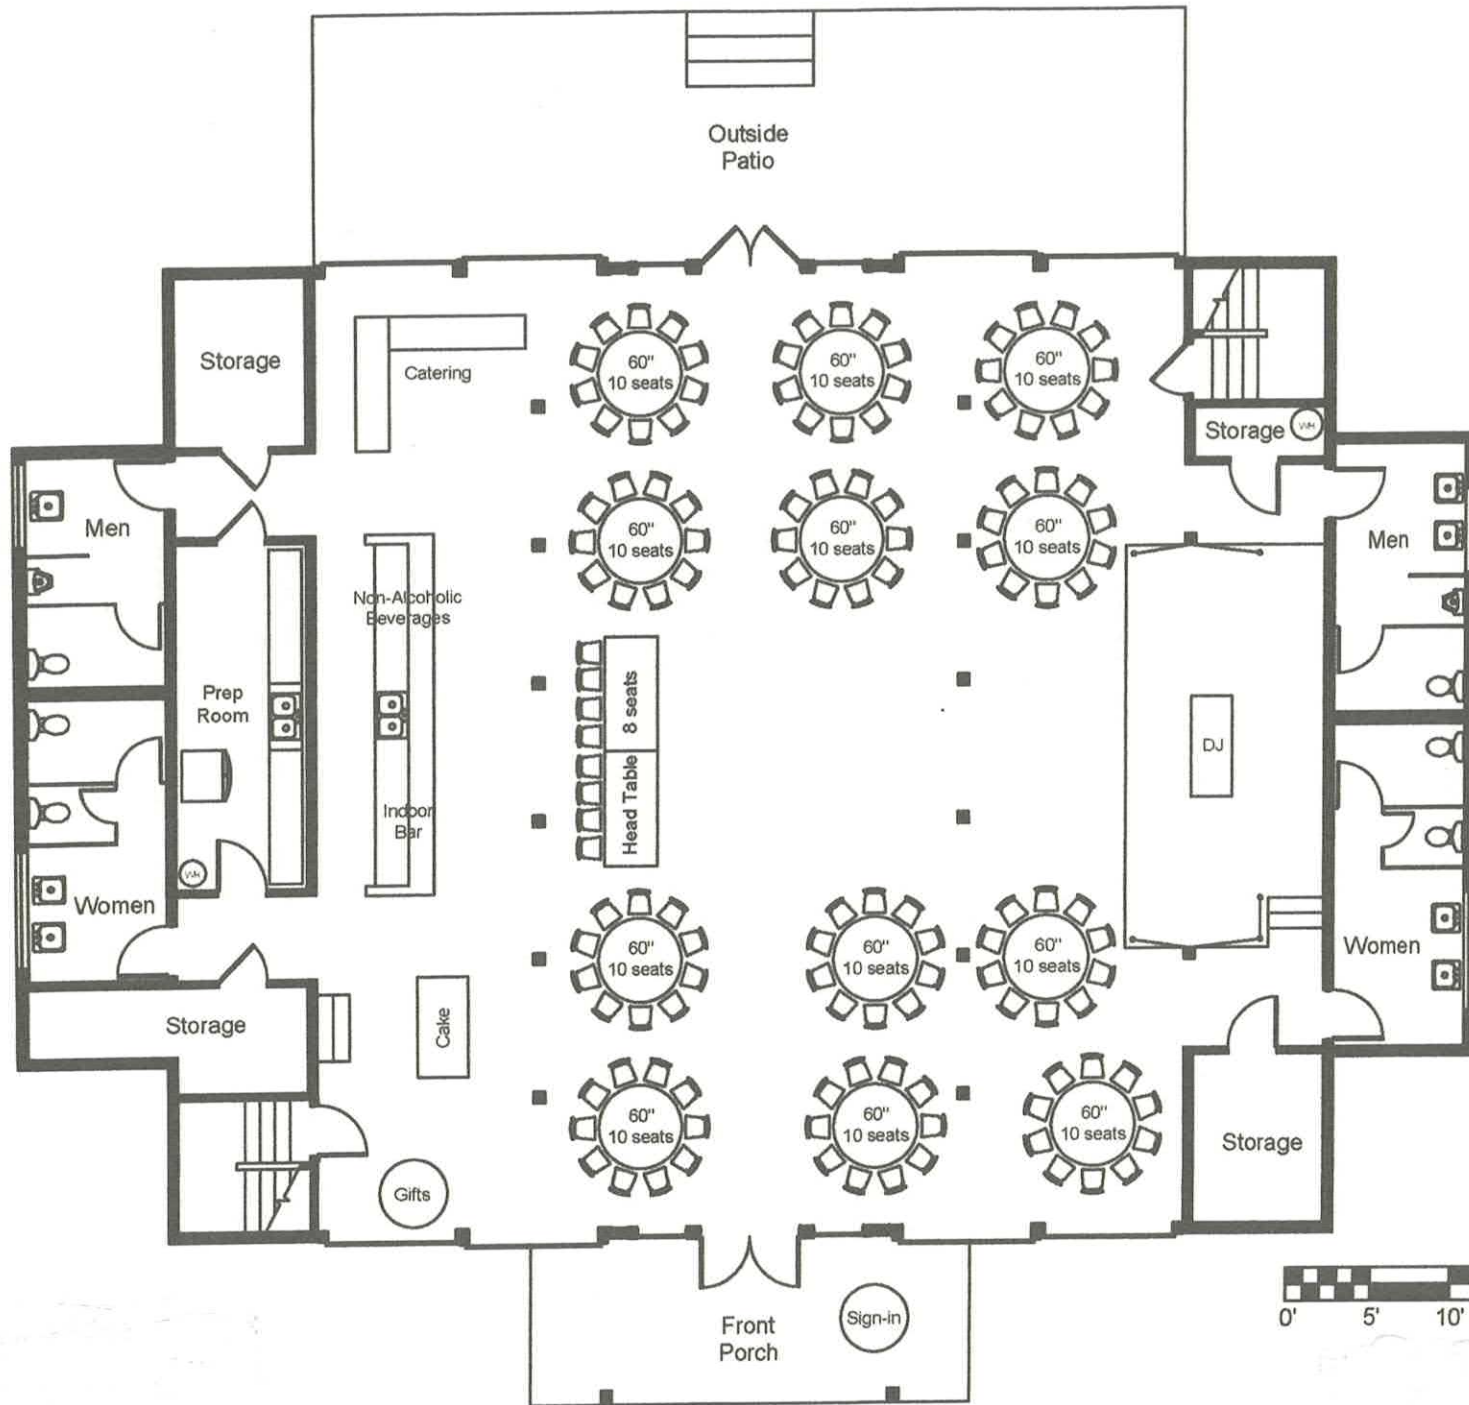 Outside
Patio
Storage
Catering
60"
10 seats
60"
10 seats
60"
10 seats
Storage
WH
Men
60"
10 seats
60"
10 seats
60"
10 seats
Men
Non-Alcoholic
Beverages
Prep
Room
Head Table 8 seats
DJ
Indoor
Bar
WH
Women
60"
10 seats
60"
10 seats
60"
10 seats
Women
Storage
Cake
60"
10 seats
60"
10 seats
60"
10 seats
Storage
Gifts
Sign-in
Front
Porch
0' 5' 10'